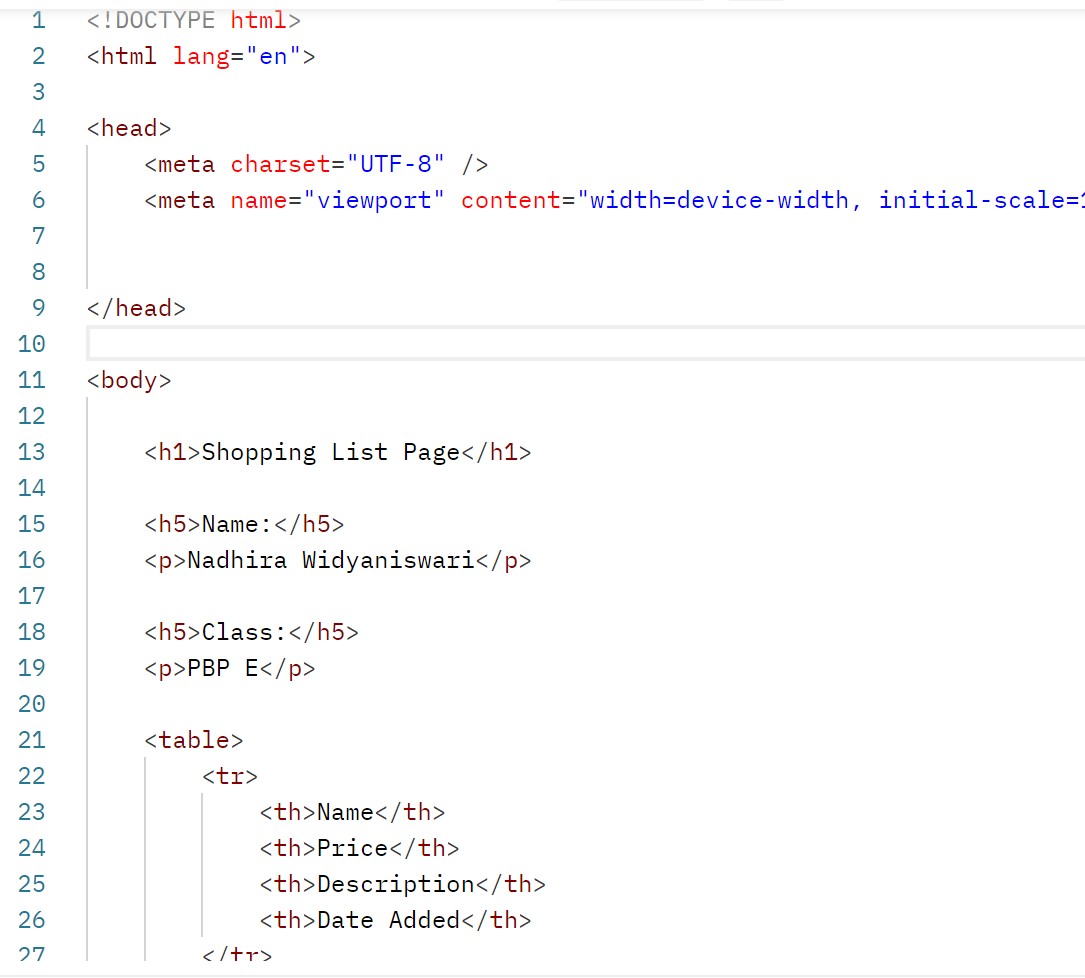 1 <!DOCTYPE html>
2 <html lang="en">
3
4 <head>
5 <meta charset="UTF-8" />
6 <meta name="viewport" content="width=device-width, initial-scale=1
7
8
9 </head>
10
11 <body>
12
13 <h1>Shopping List Page</h1>
14
15 <h5>Name:</h5>
16 <p>Nadhira Widyaniswari</p>
17
18 <h5>Class:</h5>
19 <p>PBP E</p>
20
21 <table>
22 <tr>
23 <th>Name</th>
24 <th>Price</th>
25 <th>Description</th>
26 <th>Date Added</th>
27 </tr>